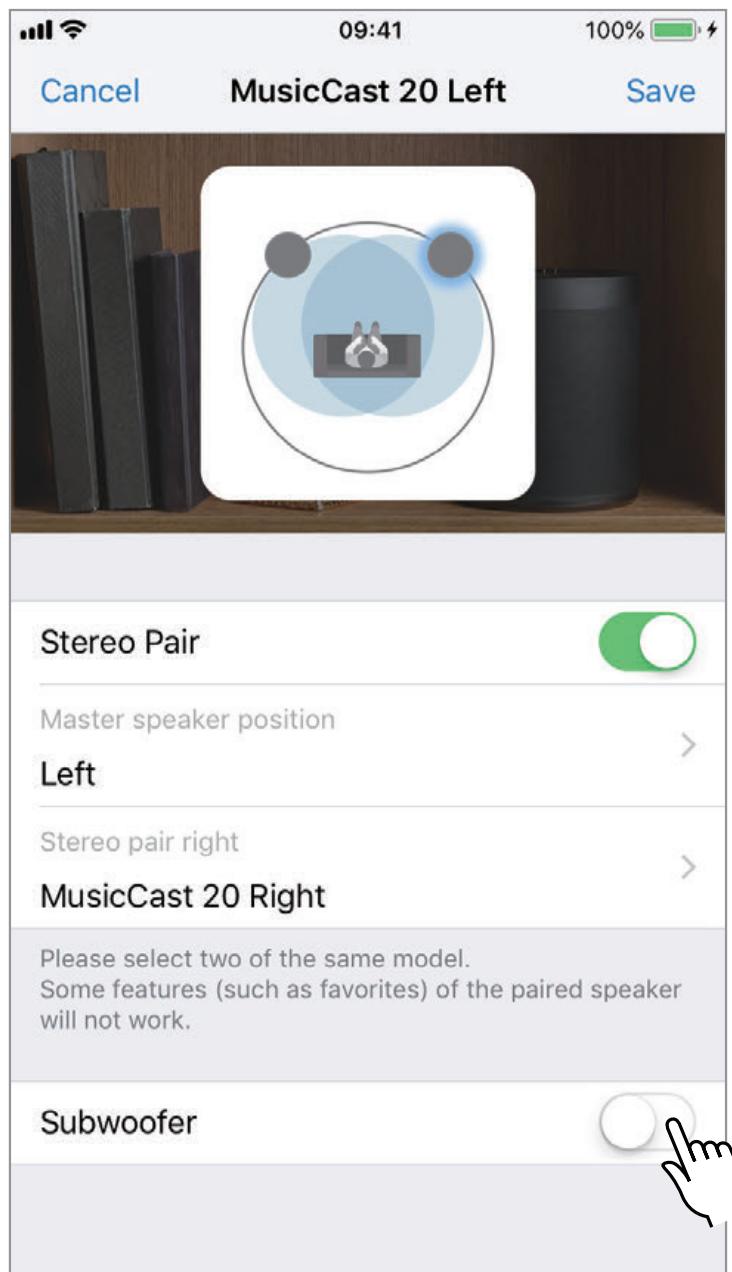 09:41
100%
Cancel
MusicCast 20 Left
Save
Stereo Pair
Master speaker position
Left
Stereo pair right
MusicCast 20 Right
Please select two of the same model.
Some features (such as favorites) of the paired speaker
will not work.
Subwoofer